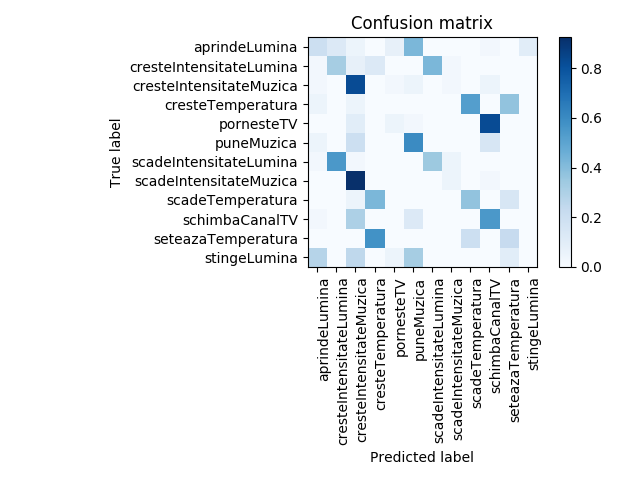 Confusion matrix
True label
aprindeLumina
cresteIntensitateLumina
cresteIntensitateMuzica
cresteTemperatura
pornesteTV
puneMuzica
scadeIntensitateLumina
scadeIntensitateMuzica
scadeTemperatura
schimbaCanalTV
seteazaTemperatura
stingeLumina
0.8
0.6
0.4
0.2
0.0
aprindeLumina
cresteIntensitateLumina
cresteIntensitateMuzica
cresteTemperatura
pornesteTV
puneMuzica
scadeIntensitateLumina
scadeIntensitateMuzica
scadeTemperatura
schimbaCanalTV
seteazaTemperatura
stingeLumina
Predicted label